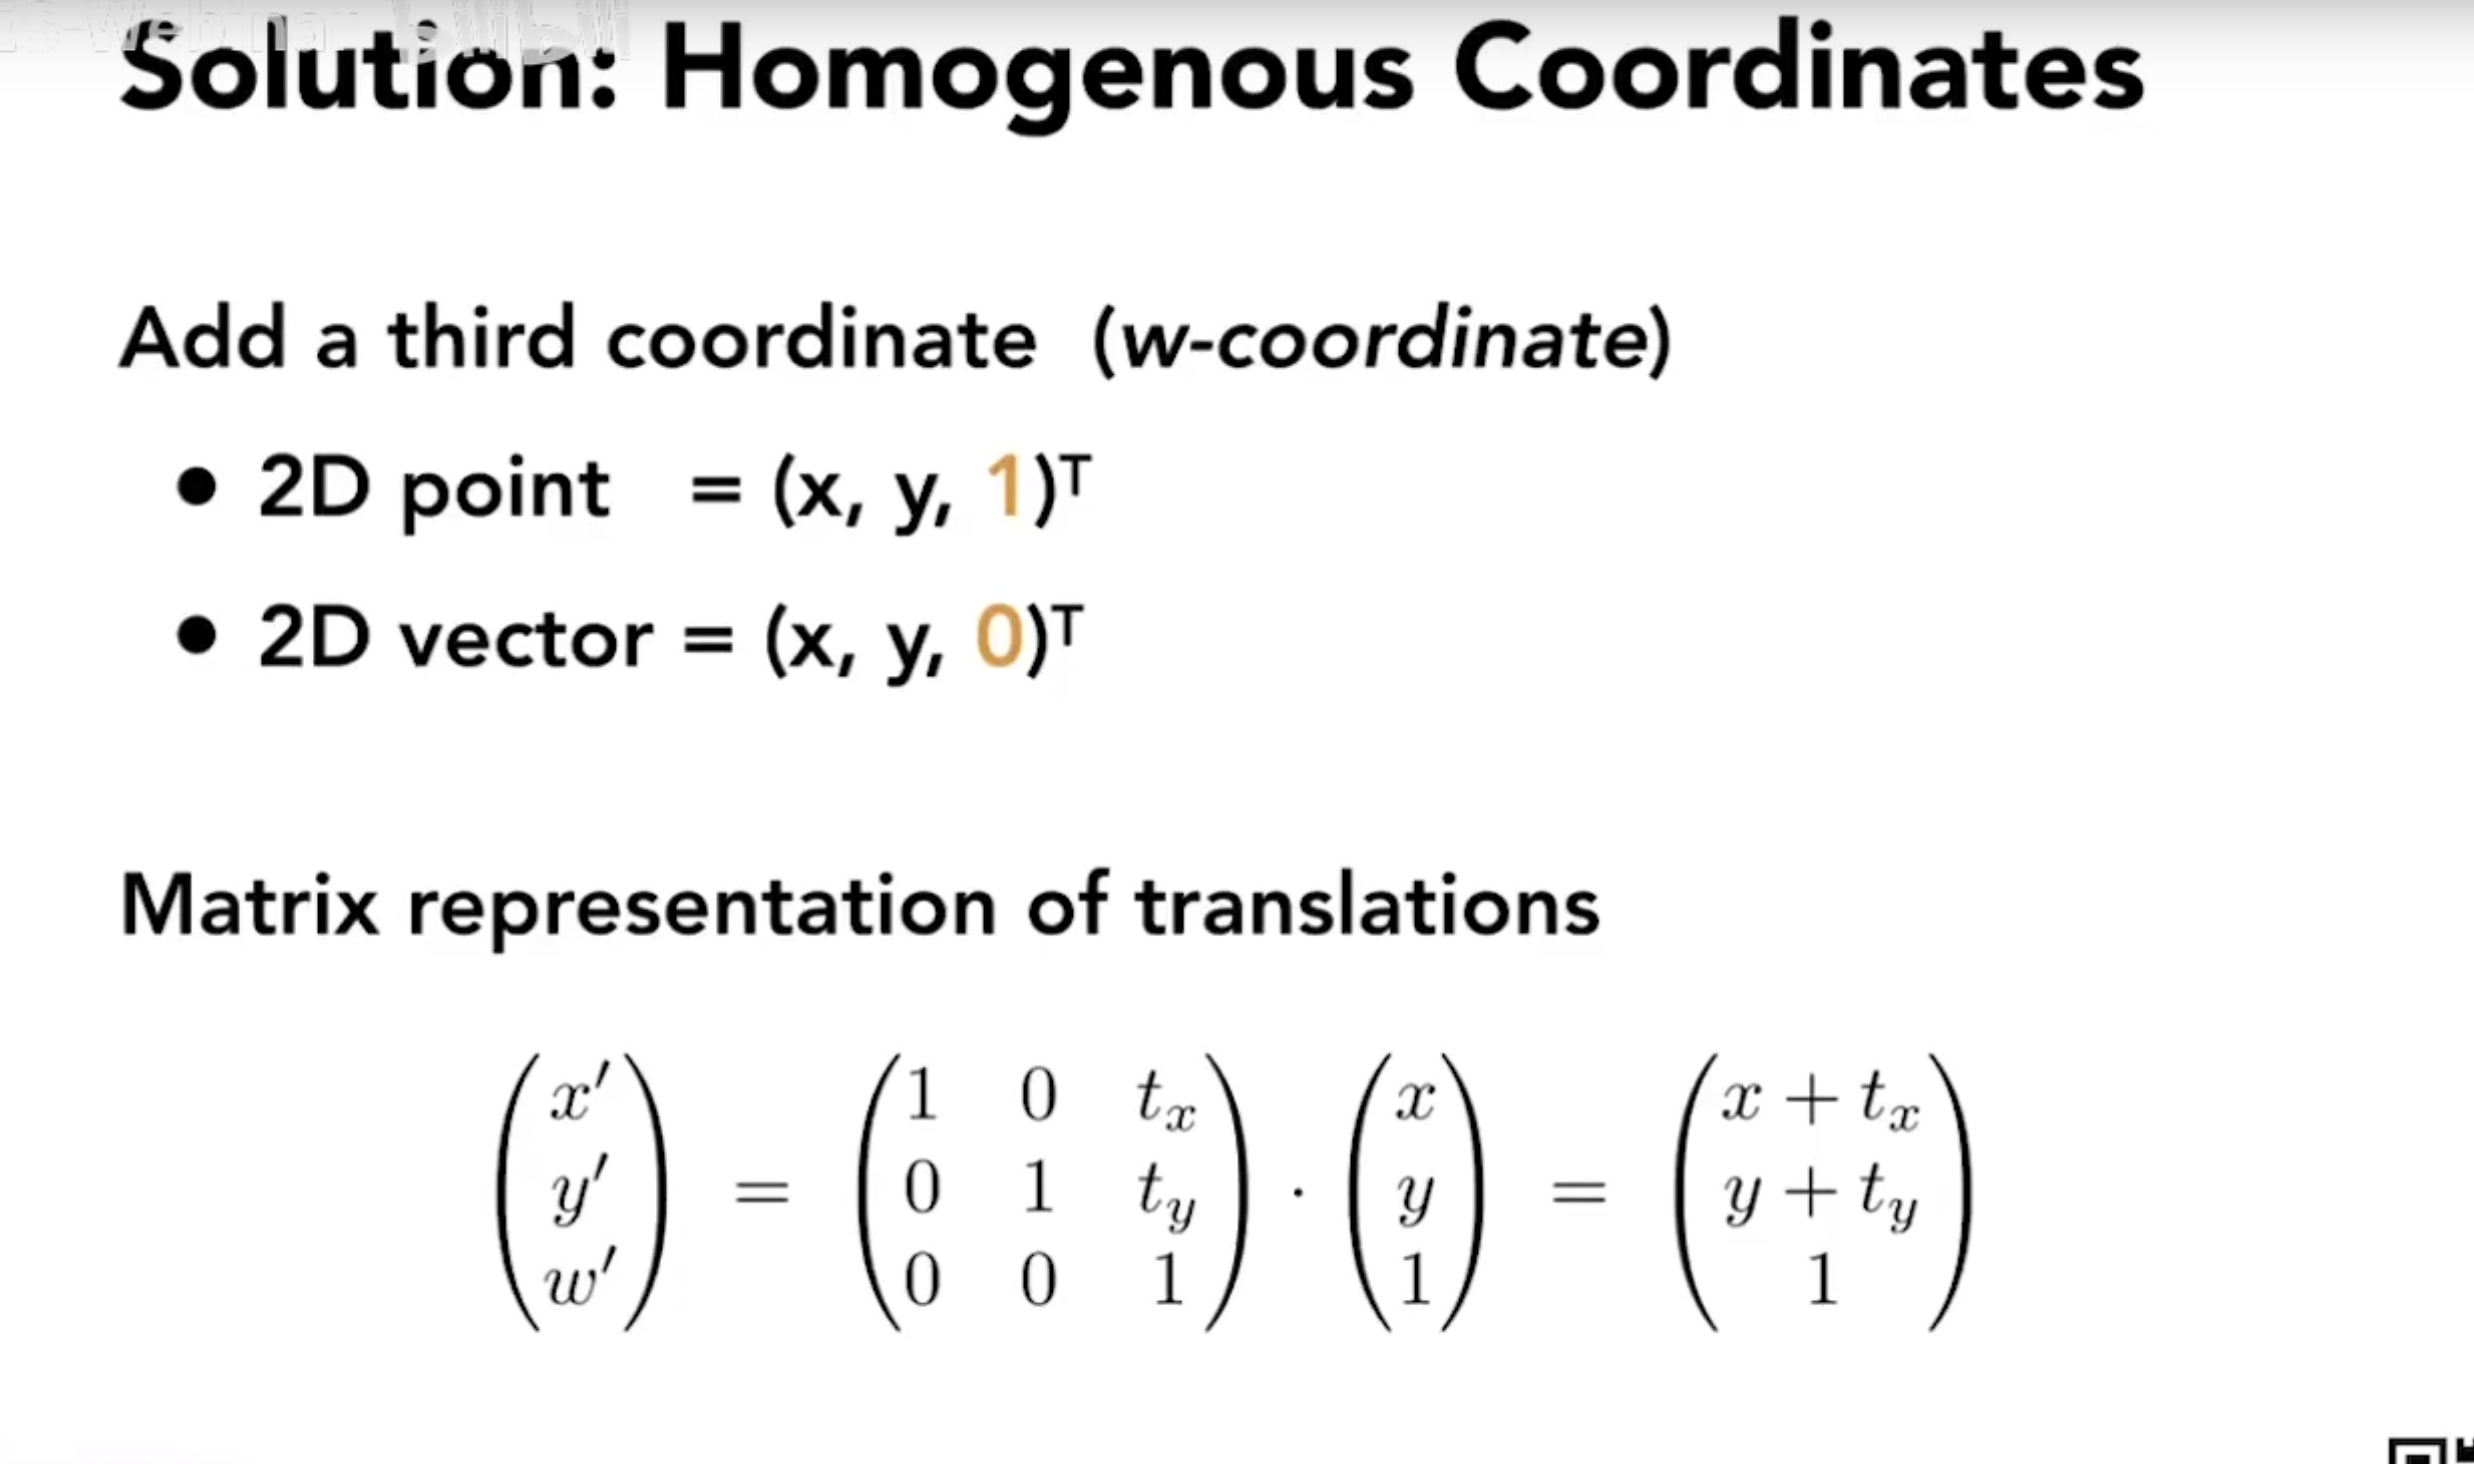 Solution: Homogenous Coordinates
Add a third coordinate (w-coordinate)
• 2D point = (x, y, 1)ᵀ
• 2D vector = (x, y, 0)ᵀ
Matrix representation of translations
$$\begin{pmatrix} x' \\ y' \\ w' \end{pmatrix} = \begin{pmatrix} 1 & 0 & t_x \\ 0 & 1 & t_y \\ 0 & 0 & 1 \end{pmatrix} \cdot \begin{pmatrix} x \\ y \\ 1 \end{pmatrix} = \begin{pmatrix} x + t_x \\ y + t_y \\ 1 \end{pmatrix}$$